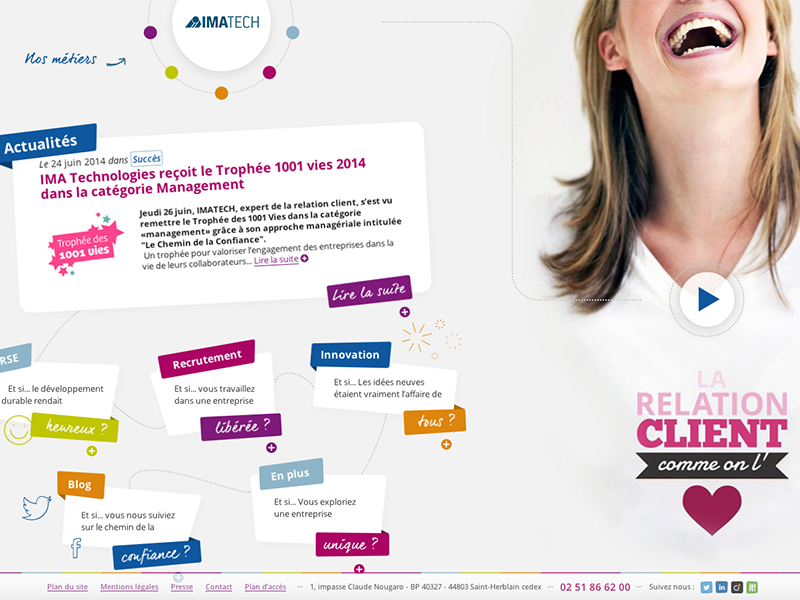 IMATECH
Nos métiers
Actualités
Le 24 juin 2014 dans Succès
IMA Technologies reçoit le Trophée 1001 vies 2014
dans la catégorie Management
Trophée des
1001 vies
Jeudi 26 juin, IMATECH, expert de la relation client, s'est vu
remettre le Trophée des 1001 Vies dans la catégorie
«management» grâce à son approche managériale intitulée
"Le Chemin de la Confiance".
Un trophée pour valoriser l'engagement des entreprises dans la
vie de leurs collaborateurs... Lire la suite
Lire la suite
RSE
Et si... le développement
durable rendait
heureux ?
Recrutement
Et si... vous travaillez
dans une entreprise
libérée ?
Innovation
Et si... Les idées neuves
étaient vraiment l'affaire de
tous ?
Blog
Et si... vous nous suiviez
sur le chemin de la
confiance ?
En plus
Et si... Vous exploriez
une entreprise
unique ?
LA
RELATION
CLIENT
comme on l'
Plan du site Mentions légales Presse Contact Plan d'accès 1, impasse Claude Nougaro - BP 40327 - 44803 Saint-Herblain cedex 02 51 86 62 00 Suivez nous :